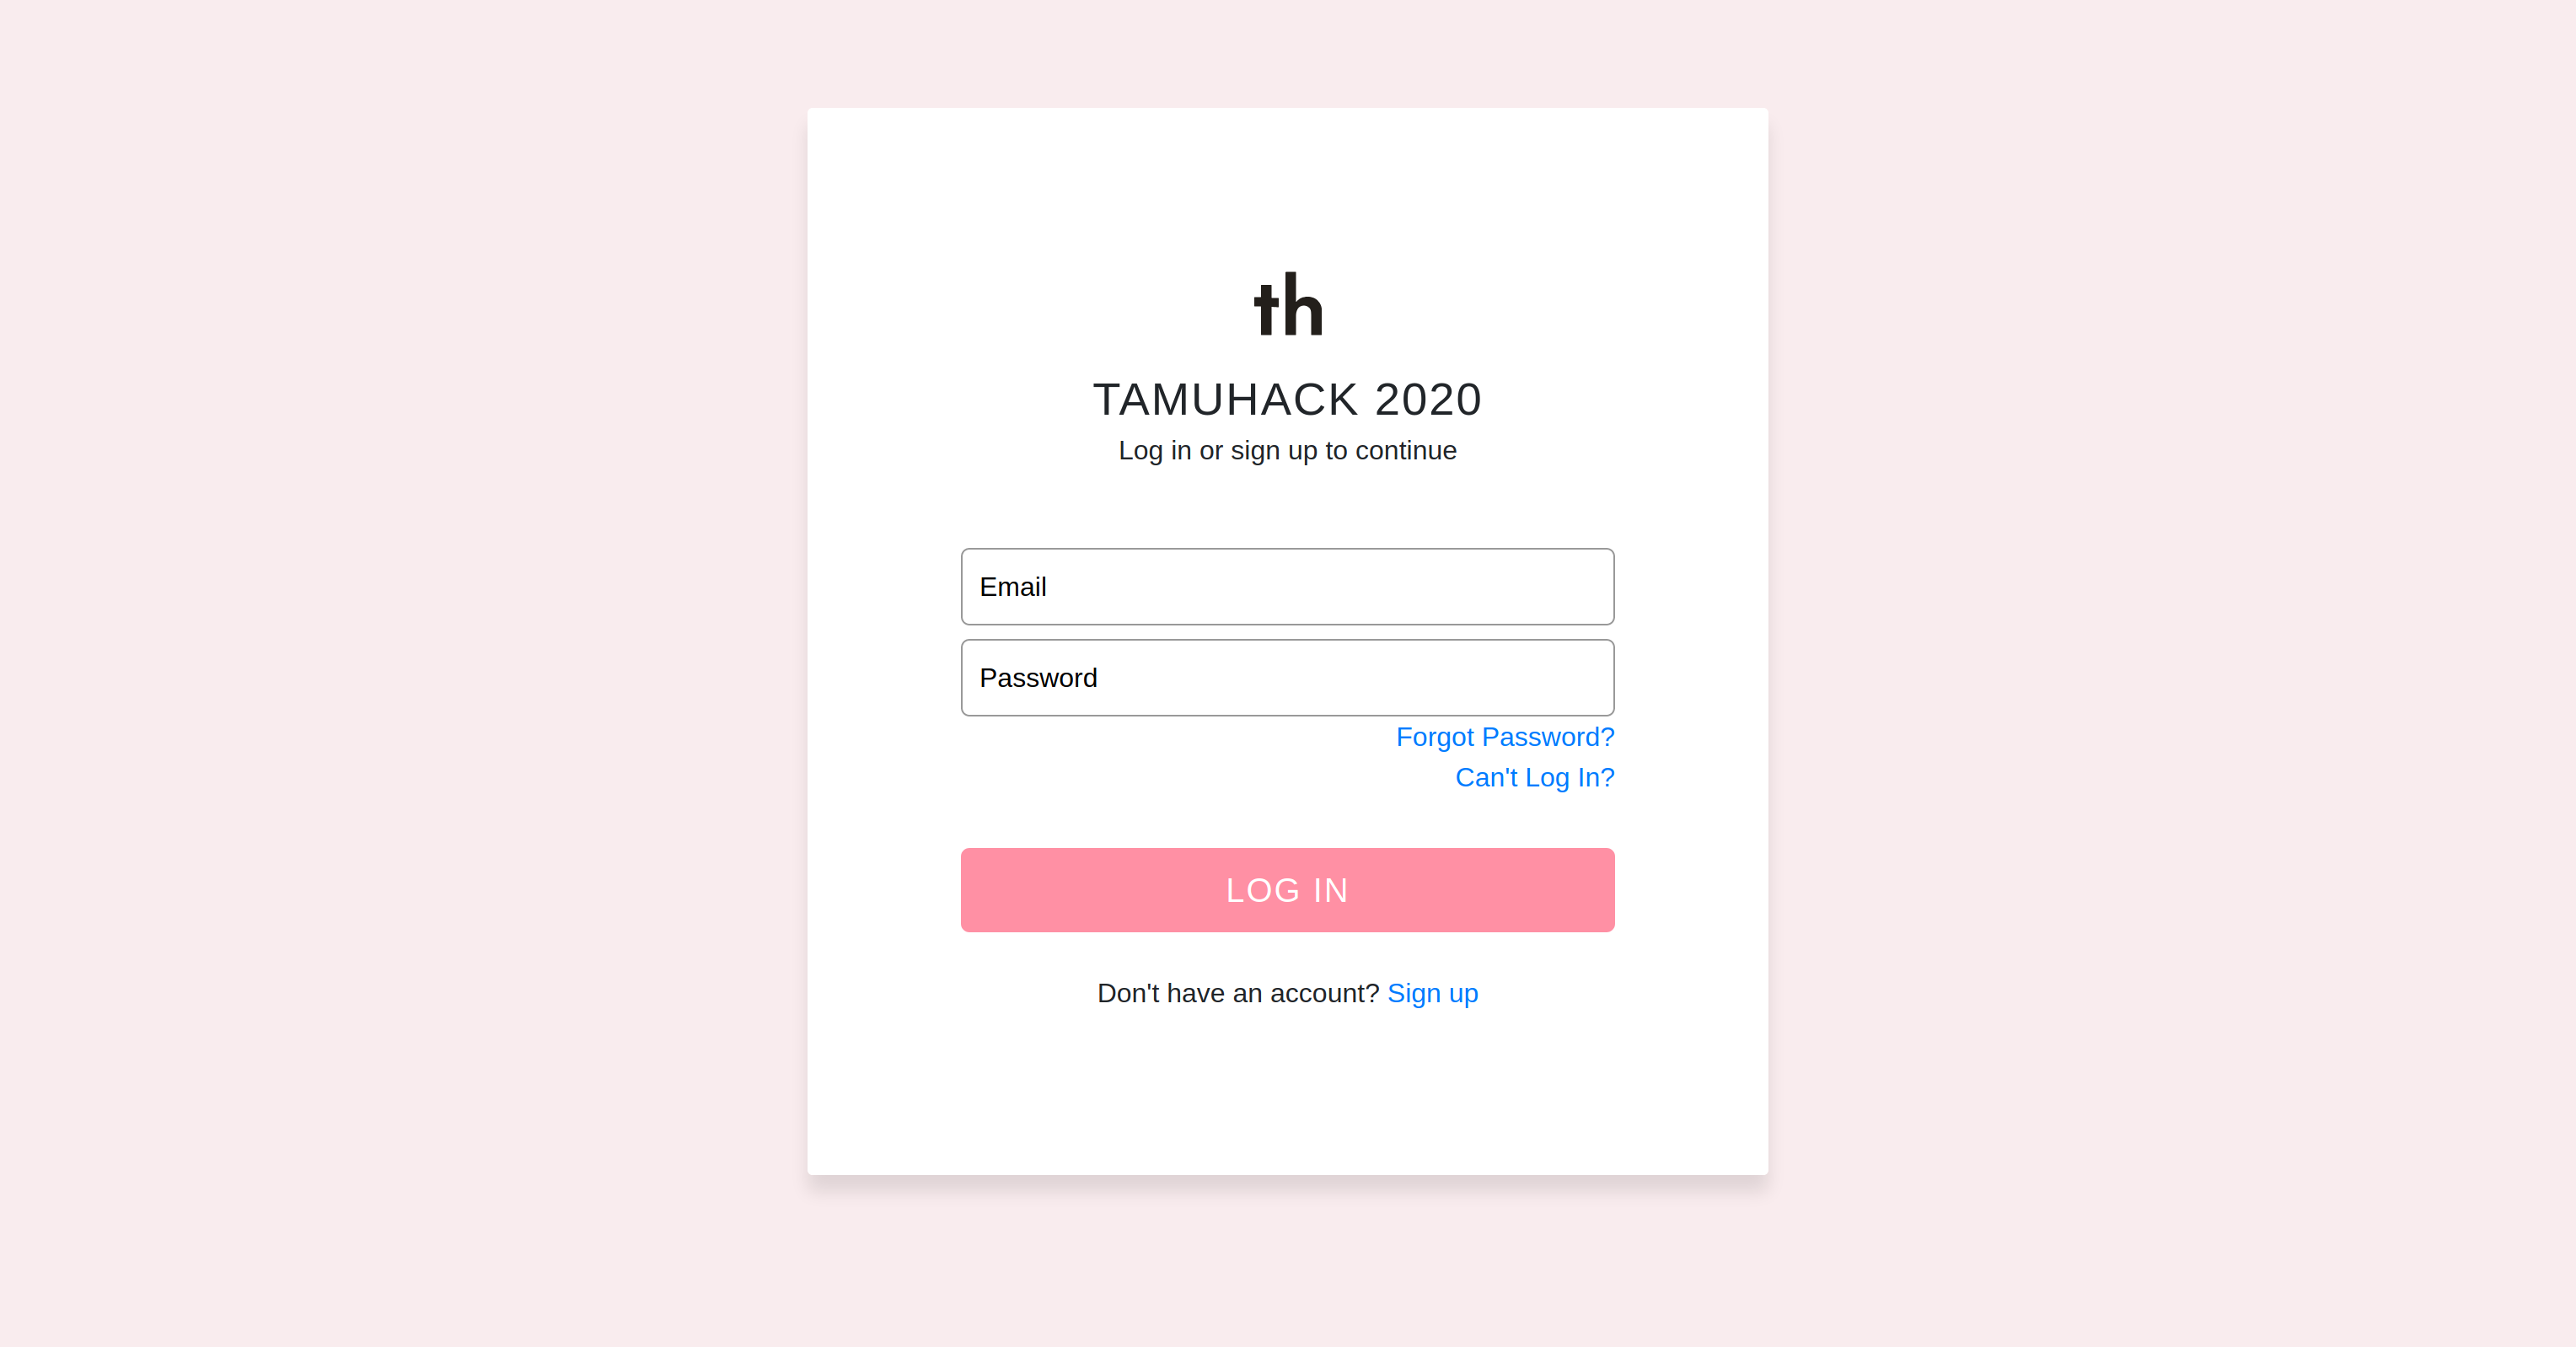 th
TAMUHACK 2020
Log in or sign up to continue
Email
Password
Forgot Password?
Can't Log In?
LOG IN
Don't have an account? Sign up